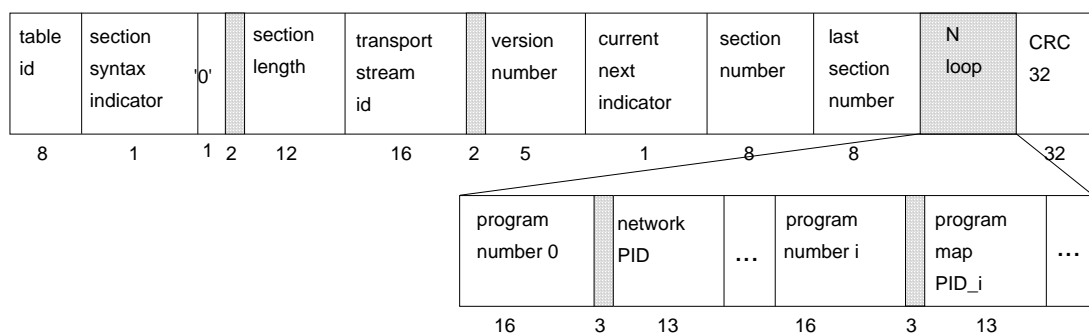 table
id
section
syntax
indicator
'0'
section
length
transport
stream
id
version
number
current
next
indicator
section
number
last
section
number
N
loop
CRC
32
8 1 1 2 12 16 2 5 1 8 8 32
program
number 0
network
PID
...
program
number i
program
map
PID_i
...
16 3 13 16 3 13